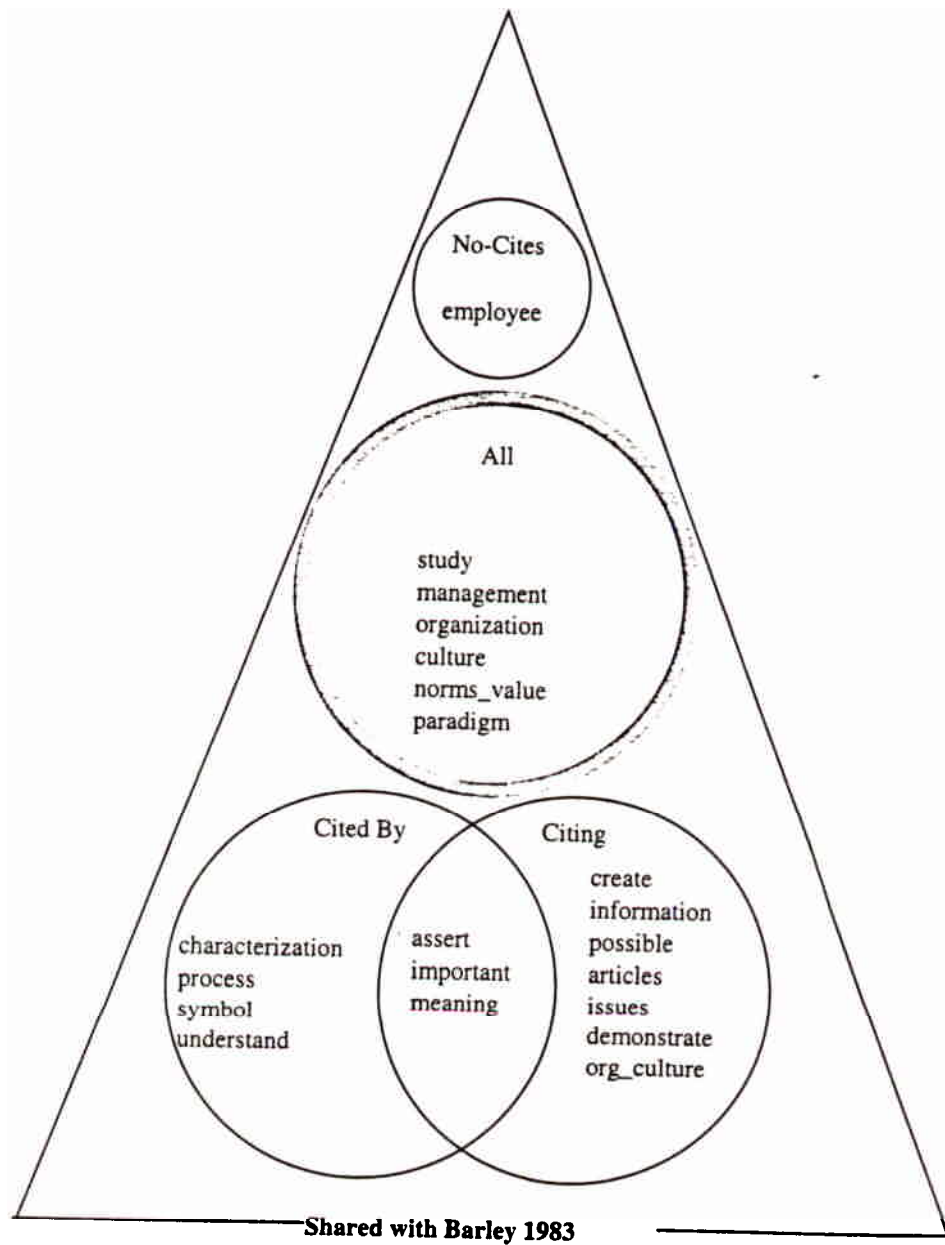 No-Cites
employee
All
study
management
organization
culture
norms_value
paradigm
Cited By
characterization
process
symbol
understand
assert
important
meaning
Citing
create
information
possible
articles
issues
demonstrate
org_culture
Shared with Barley 1983